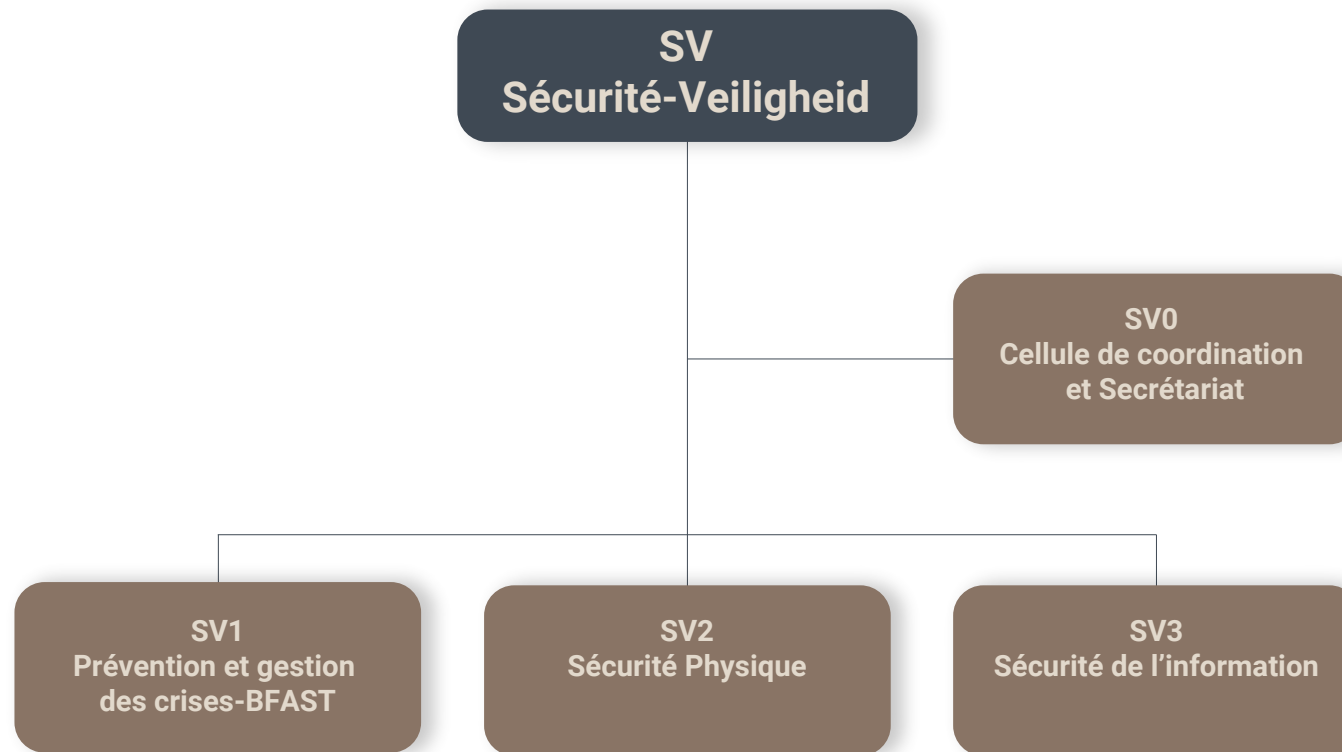 SV
Sécurité-Veiligheid
SV0
Cellule de coordination
et Secrétariat
SV1
Prévention et gestion
des crises-BFAST
SV2
Sécurité Physique
SV3
Sécurité de l’information